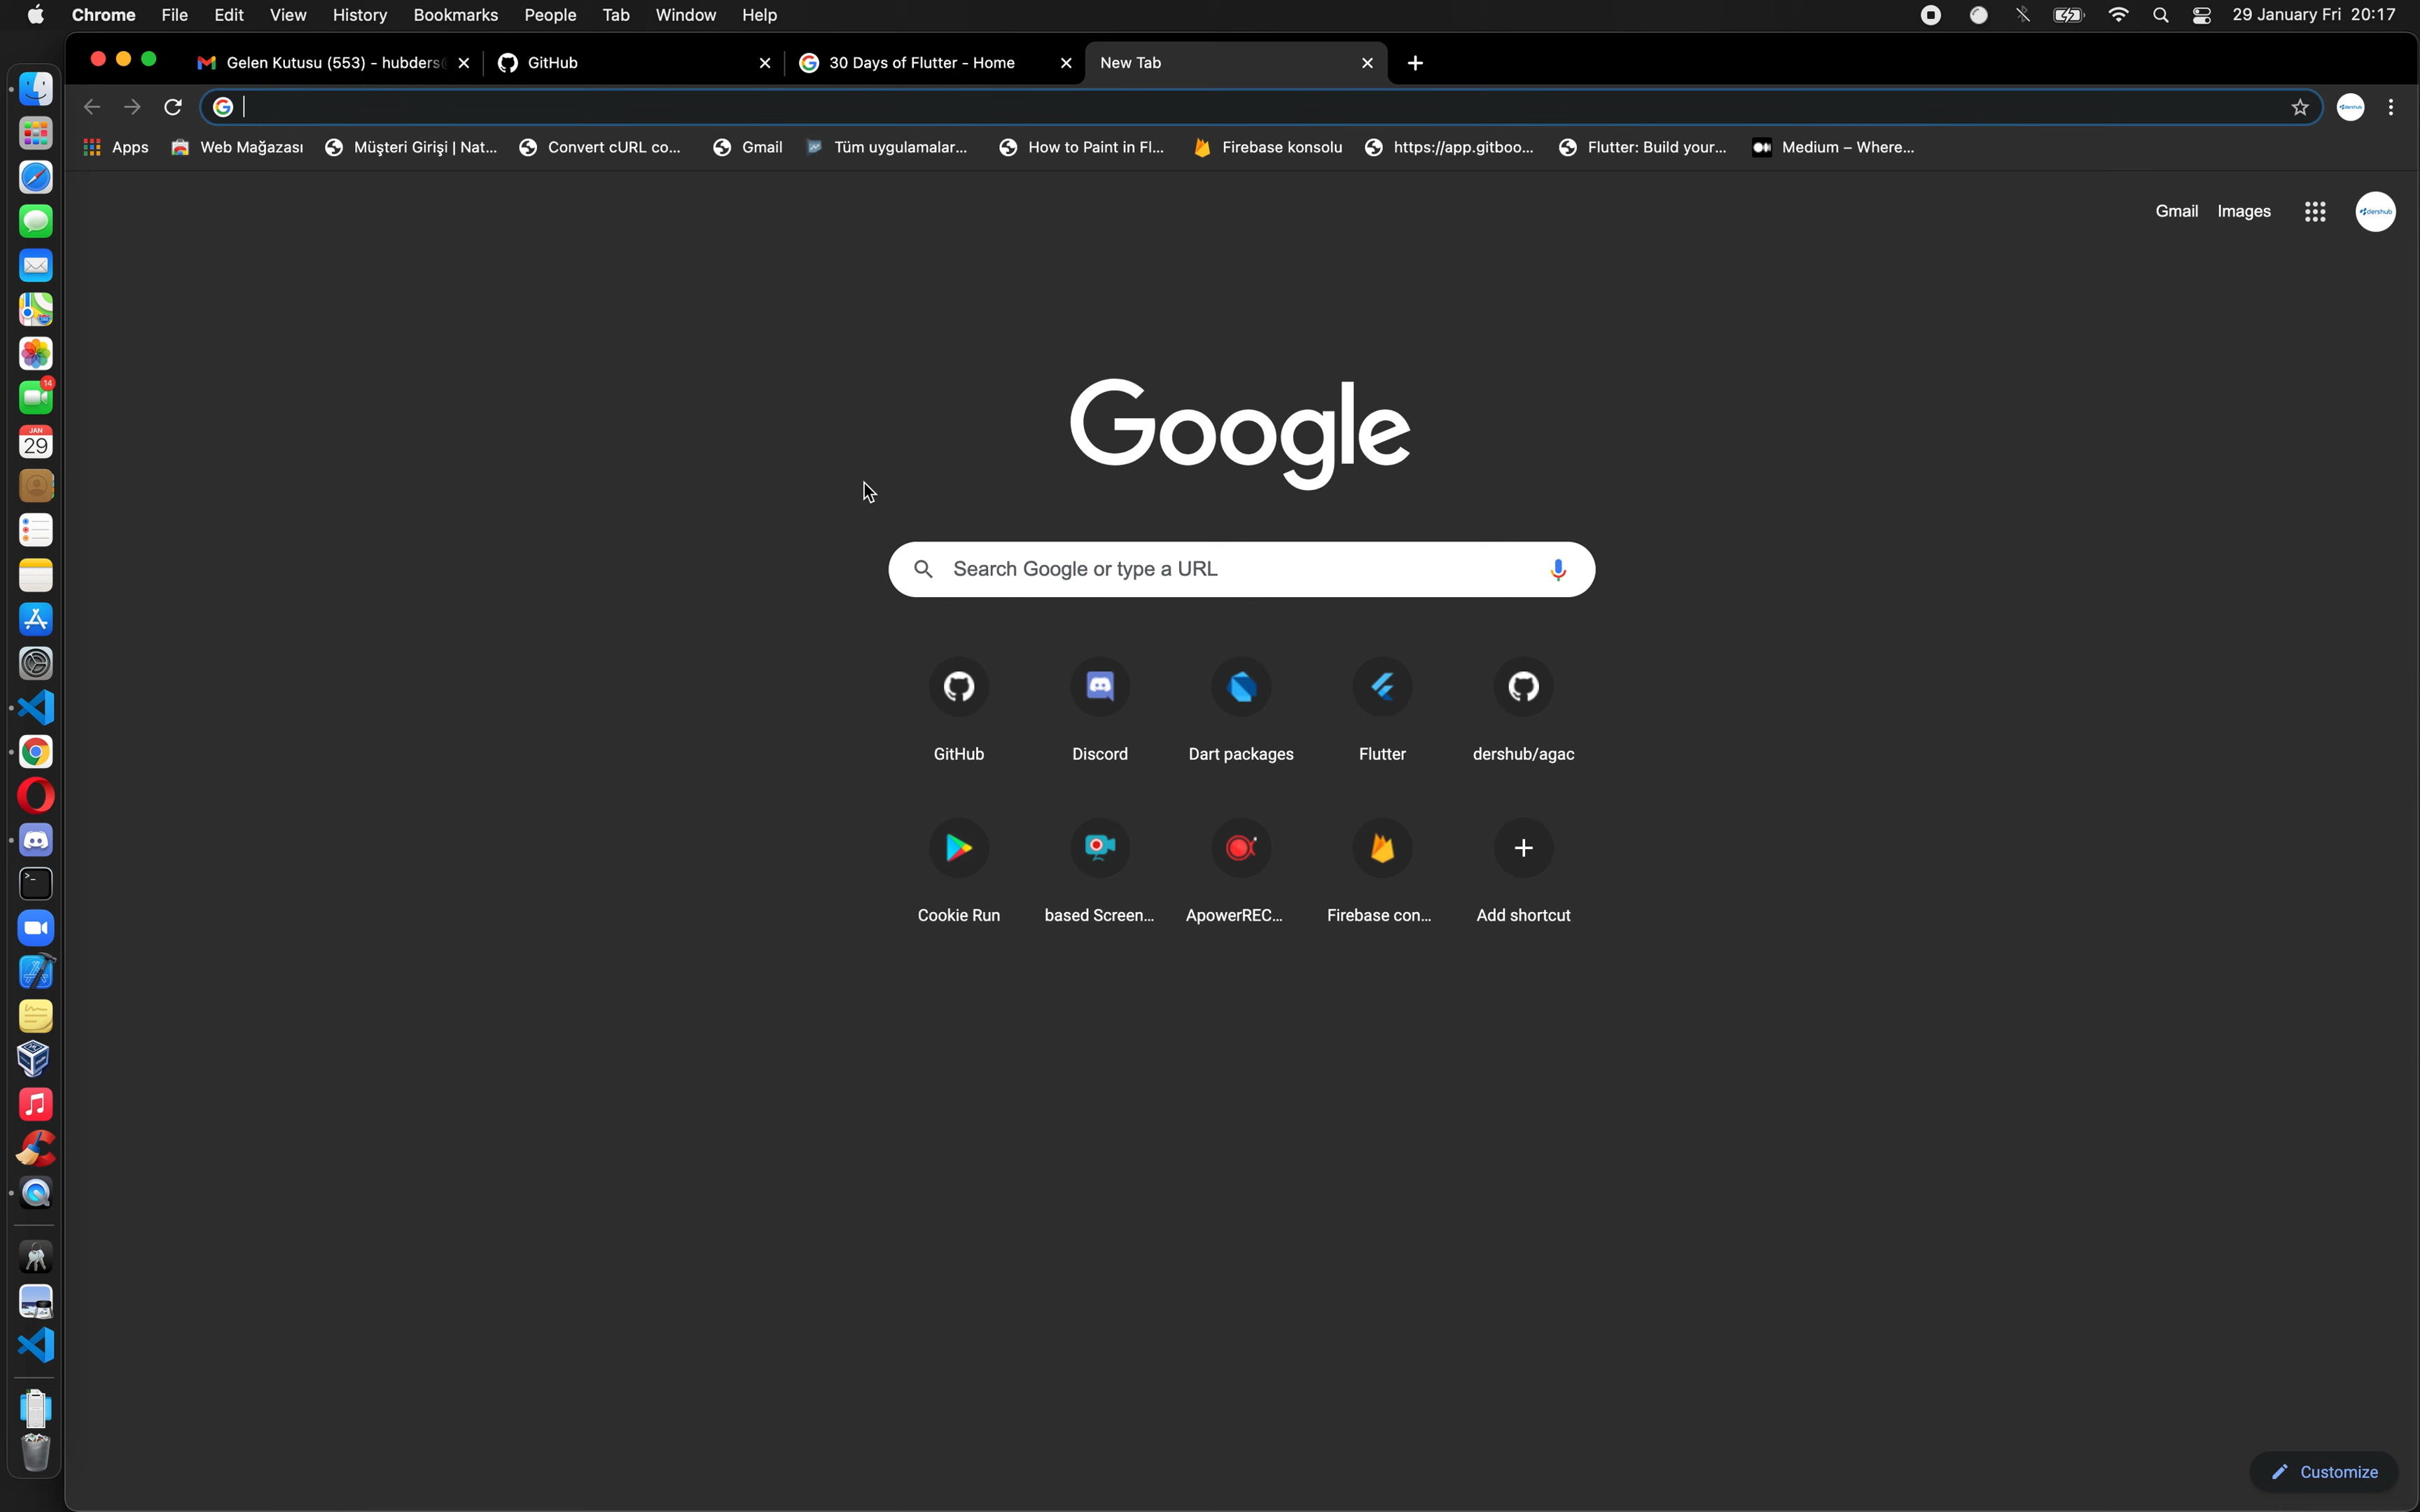 Chrome File Edit View History Bookmarks People Tab Window Help 29 January Fri 20:17
Gelen Kutusu (553) - hubders GitHub 30 Days of Flutter - Home New Tab
Apps Web Mağazası Müşteri Girişi | Nat... Convert cURL co... Gmail Tüm uygulamalar... How to Paint in Fl... Firebase konsolu https://app.gitboo... Flutter: Build your... Medium – Where...
Gmail Images dershub
14
JAN
29
Google
Search Google or type a URL
GitHub Discord Dart packages Flutter dershub/agac
Cookie Run based Screen... ApowerREC... Firebase con... Add shortcut
Customize